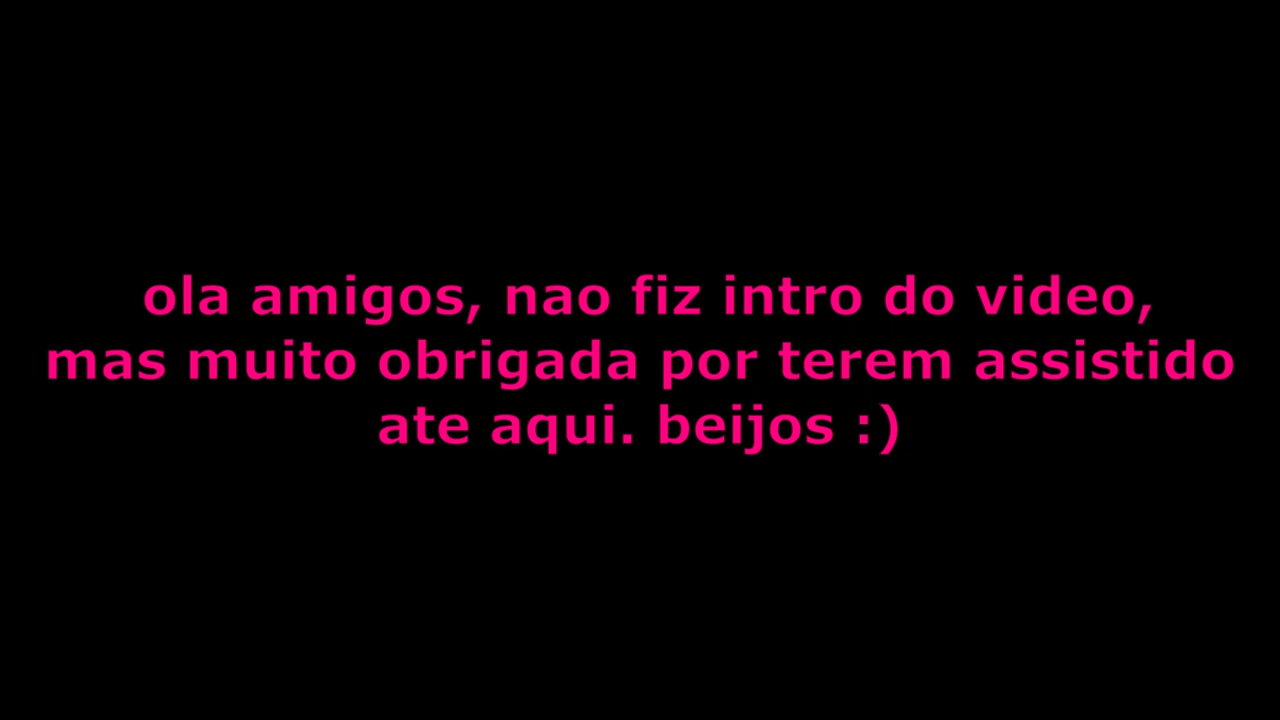 ola amigos, nao fiz intro do video,
mas muito obrigada por terem assistido
ate aqui. beijos :)